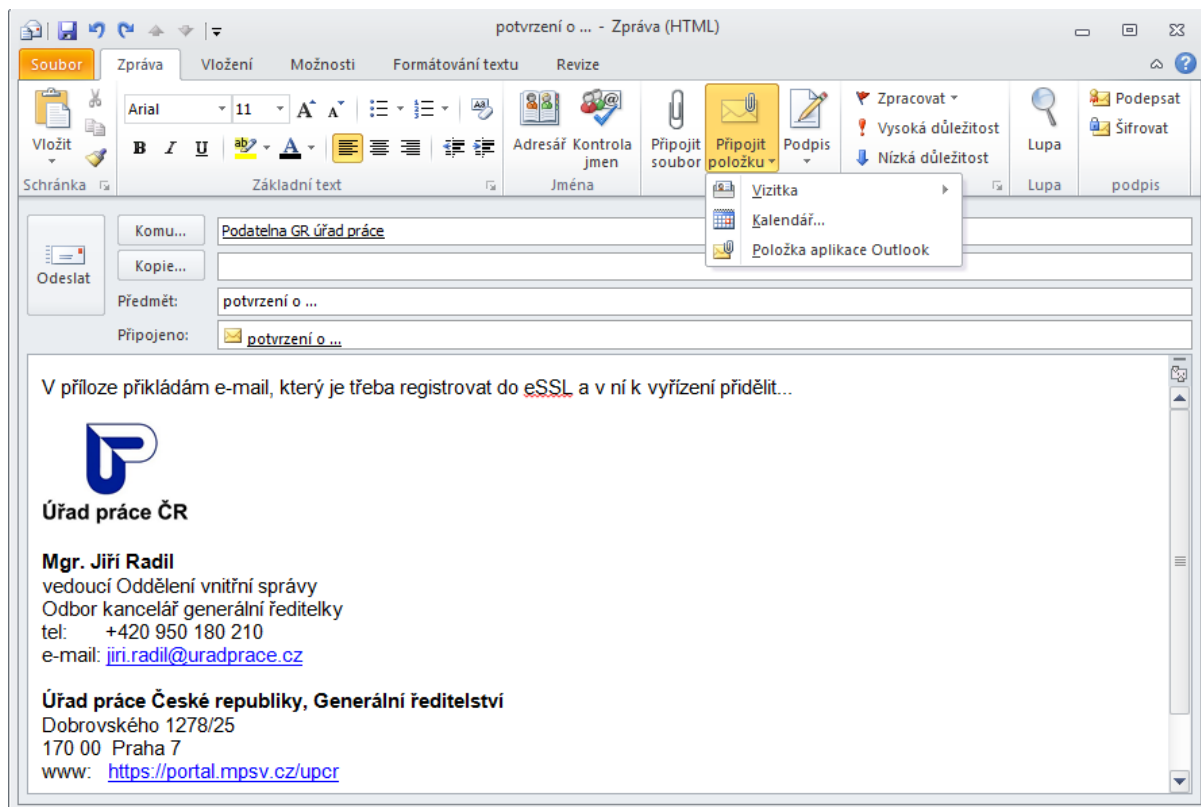 potvrzení o ... - Zpráva (HTML)
Soubor Zpráva Vložení Možnosti Formátování textu Revize
Vložit
Schránka
Arial 11
B I U
Základní text
Adresář Kontrola jmen
Jména
Připojit soubor
Připojit položku
Podpis
Zpracovat
Vysoká důležitost
Nízká důležitost
Lupa
Lupa
Podepsat
Šifrovat
podpis
Vizitka
Kalendář...
Položka aplikace Outlook
Odeslat
Komu... Podatelna GR úřad práce
Kopie...
Předmět: potvrzení o ...
Připojeno: potvrzení o ...
V příloze přikládám e-mail, který je třeba registrovat do eSSL a v ní k vyřízení přidělit...
Úřad práce ČR
Mgr. Jiří Radil
vedoucí Oddělení vnitřní správy
Odbor kancelář generální ředitelky
tel: +420 950 180 210
e-mail: jiri.radil@uradprace.cz
Úřad práce České republiky, Generální ředitelství
Dobrovského 1278/25
170 00 Praha 7
www: https://portal.mpsv.cz/upcr